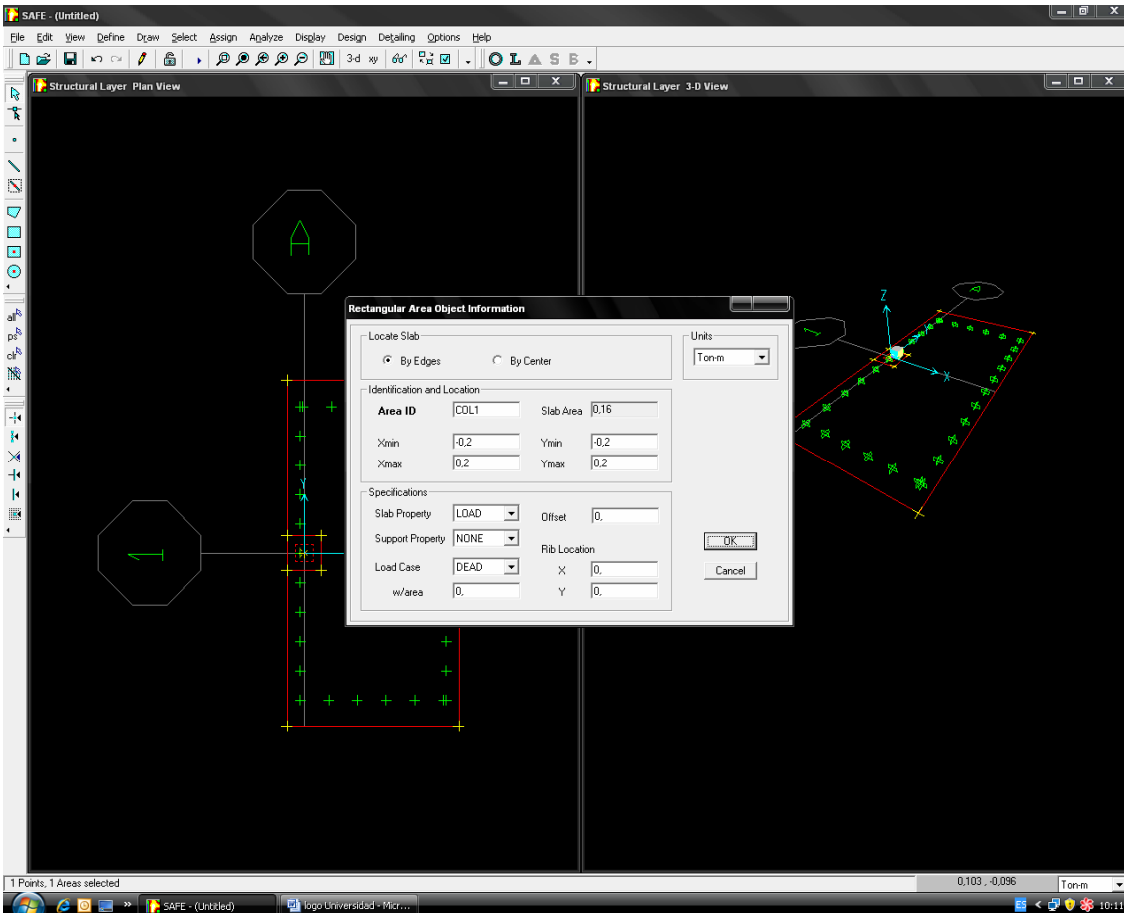 SAFE - (Untitled)
File Edit View Define Draw Select Assign Analyze Display Design Detailing Options Help
3-d xy
O L A S B
Structural Layer Plan View
Structural Layer 3-D View
A
A
Z
Y
X
1
Y
1
all
ps
clr
Rectangular Area Object Information
Locate Slab
By Edges By Center
Units
Ton-m
Identification and Location
Area ID COL1 Slab Area 0,16
Xmin -0,2 Ymin -0,2
Xmax 0,2 Ymax 0,2
Specifications
Slab Property LOAD Offset 0,
Support Property NONE
Rib Location
Load Case DEAD X 0,
w/area 0, Y 0,
OK
Cancel
1 Points, 1 Areas selected
0,103 , -0,096
Ton-m
SAFE - (Untitled)
logo Universidad - Micr...
ES
10:11